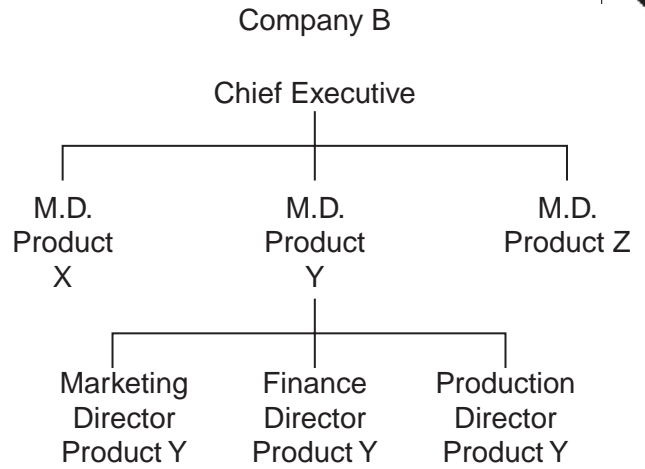 Company B
Chief Executive
M.D.
Product
X
M.D.
Product
Y
M.D.
Product Z
Marketing
Director
Product Y
Finance
Director
Product Y
Production
Director
Product Y